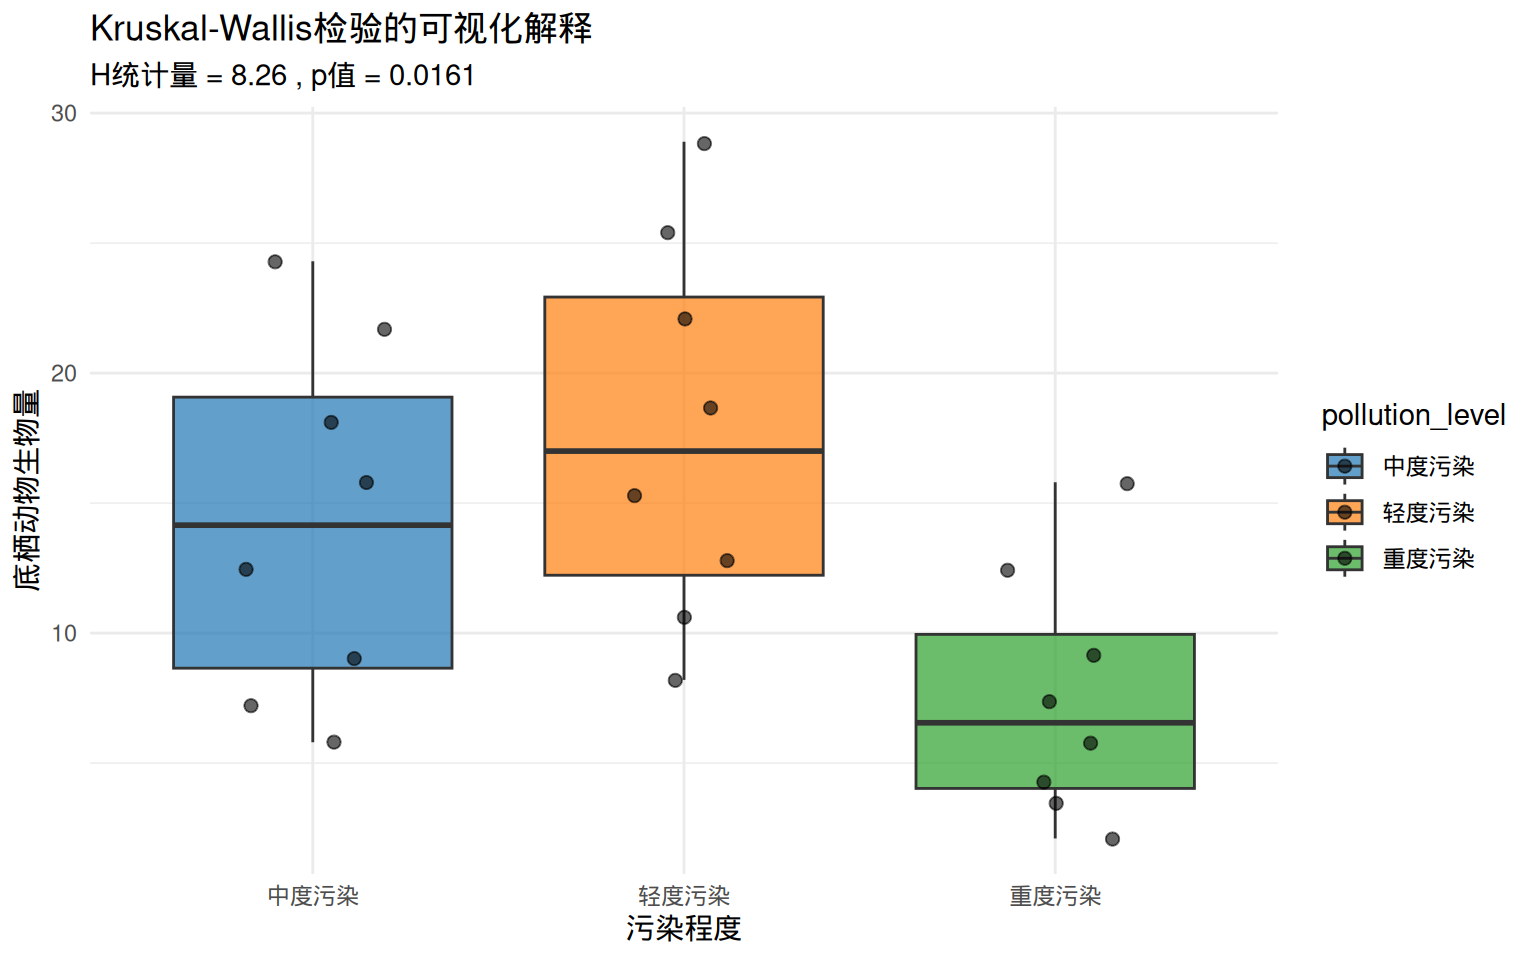 Kruskal-Wallis检验的可视化解释
H统计量 = 8.26 , p值 = 0.0161
30
20
10
底栖动物生物量
中度污染
轻度污染
重度污染
污染程度
pollution_level
中度污染
轻度污染
重度污染